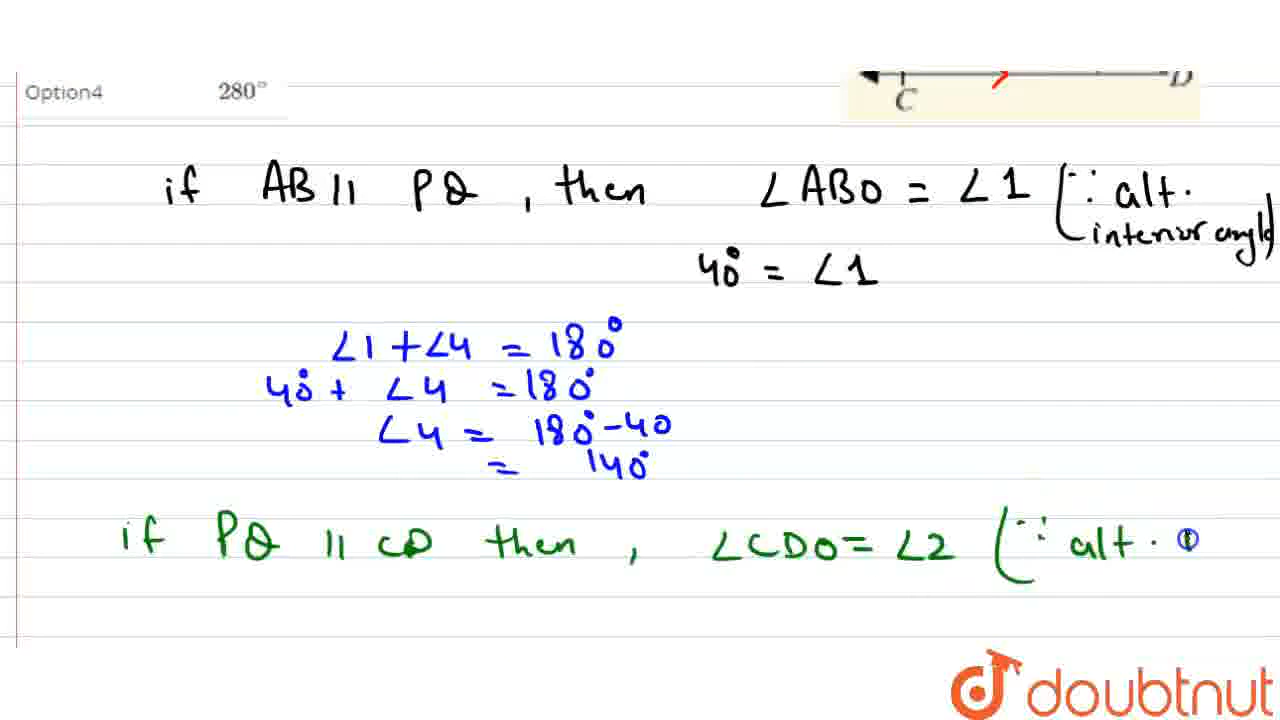 Option4 280°
C D
if AB || PQ , then ∠ABO = ∠1 (∵ alt.
interior angle)
40° = ∠1
∠1 + ∠4 = 180°
40° + ∠4 = 180°
∠4 = 180° - 40
= 140°
if PQ || CD then , ∠CDO = ∠2 (∵ alt.
doubtnut